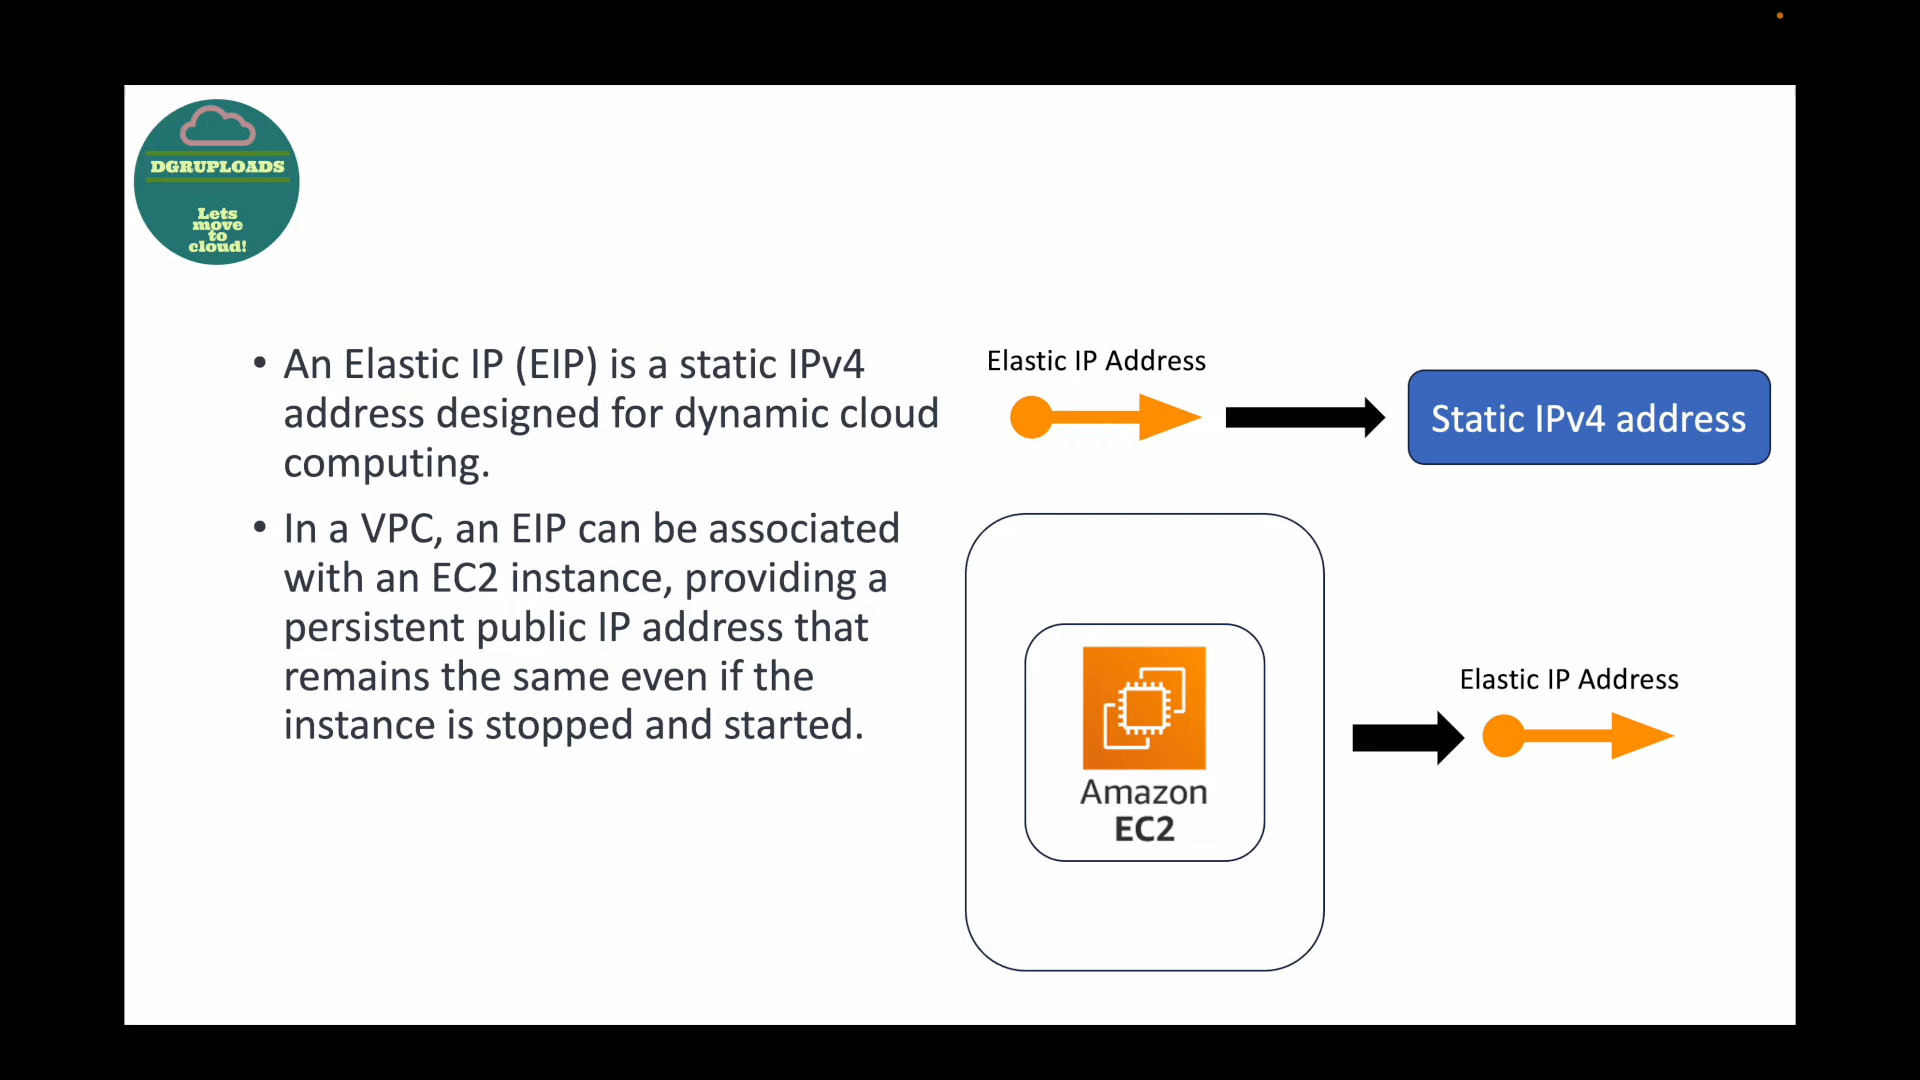 DGRUPLOADS
Lets
move
to
cloud!
• An Elastic IP (EIP) is a static IPv4
address designed for dynamic cloud
computing.
• In a VPC, an EIP can be associated
with an EC2 instance, providing a
persistent public IP address that
remains the same even if the
instance is stopped and started.
Elastic IP Address
Static IPv4 address
Amazon
EC2
Elastic IP Address